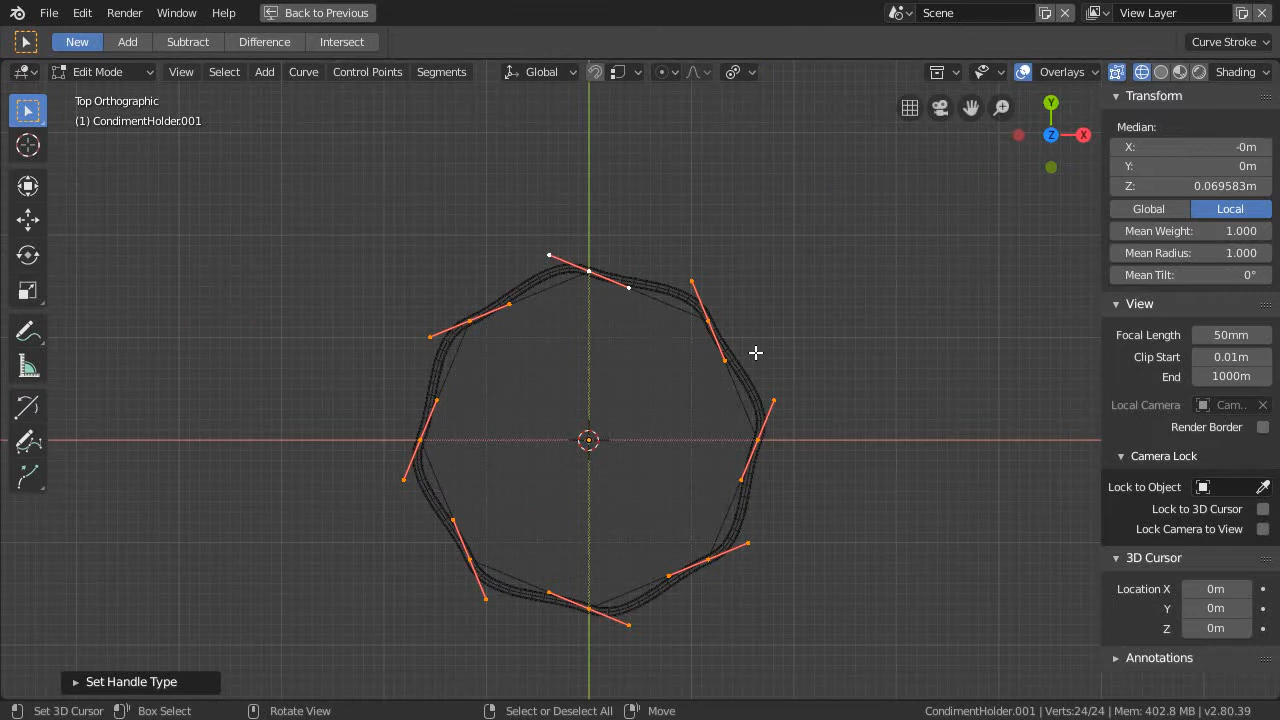 File Edit Render Window Help Back to Previous Scene View Layer
New Add Subtract Difference Intersect Curve Stroke
Edit Mode View Select Add Curve Control Points Segments Global Overlays Shading
Top Orthographic
(1) CondimentHolder.001
Y
Z X
Transform
Median:
X: -0m
Y: 0m
Z: 0.069583m
Global Local
Mean Weight: 1.000
Mean Radius: 1.000
Mean Tilt: 0°
View
Focal Length 50mm
Clip Start 0.01m
End 1000m
Local Camera Cam..
Render Border
Camera Lock
Lock to Object
Lock to 3D Cursor
Lock Camera to View
3D Cursor
Location X 0m
Y 0m
Z 0m
Annotations
Set Handle Type
Set 3D Cursor Box Select Rotate View Select or Deselect All Move CondimentHolder.001 | Verts:24/24 | Mem: 402.8 MB | v2.80.39